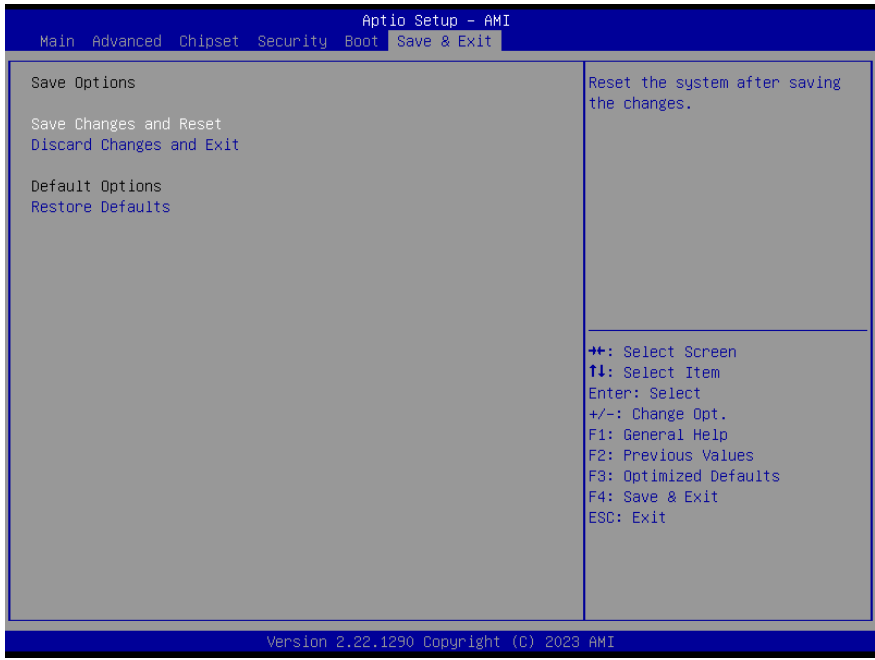 Aptio Setup – AMI
Main Advanced Chipset Security Boot Save & Exit
Save Options
Save Changes and Reset
Discard Changes and Exit
Default Options
Restore Defaults
Reset the system after saving
the changes.
→←: Select Screen
↑↓: Select Item
Enter: Select
+/-: Change Opt.
F1: General Help
F2: Previous Values
F3: Optimized Defaults
F4: Save & Exit
ESC: Exit
Version 2.22.1290 Copyright (C) 2023 AMI